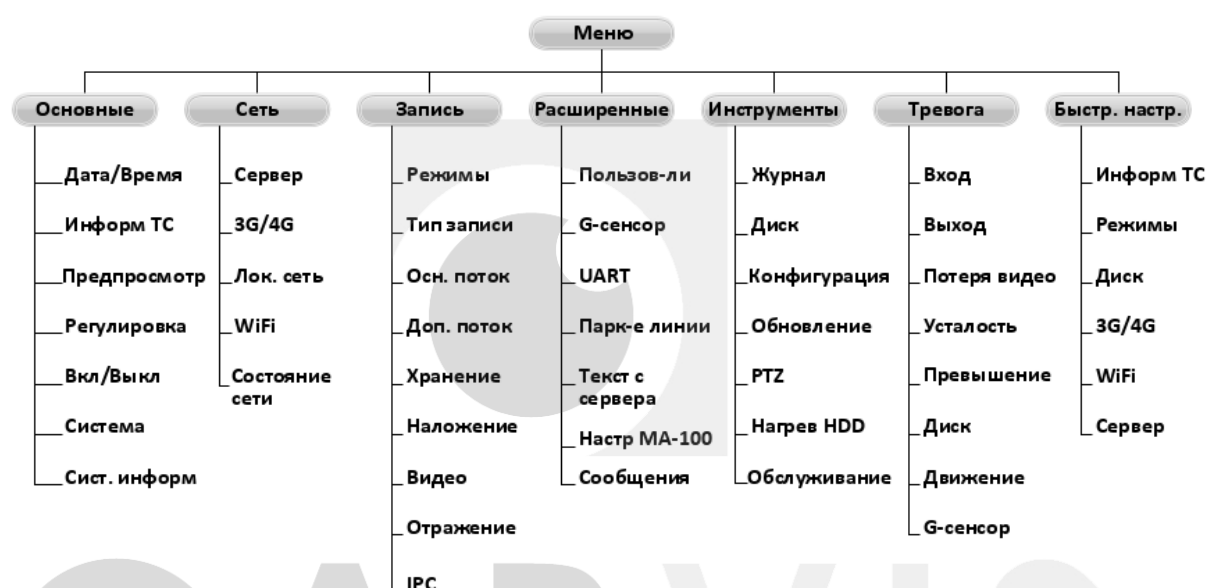 Меню
Основные
Сеть
Запись
Расширенные
Инструменты
Тревога
Быстр. настр.
Дата/Время
Информ ТС
Предпросмотр
Регулировка
Вкл/Выкл
Система
Сист. информ
Сервер
3G/4G
Лок. сеть
WiFi
Состояние
сети
Режимы
Тип записи
Осн. поток
Доп. поток
Хранение
Наложение
Видео
Отражение
IPC
Пользов-ли
G-сенсор
UART
Парк-е линии
Текст с
сервера
Настр MA-100
Сообщения
Журнал
Диск
Конфигурация
Обновление
PTZ
Нагрев HDD
Обслуживание
Вход
Выход
Потеря видео
Усталость
Превышение
Диск
Движение
G-сенсор
Информ ТС
Режимы
Диск
3G/4G
WiFi
Сервер